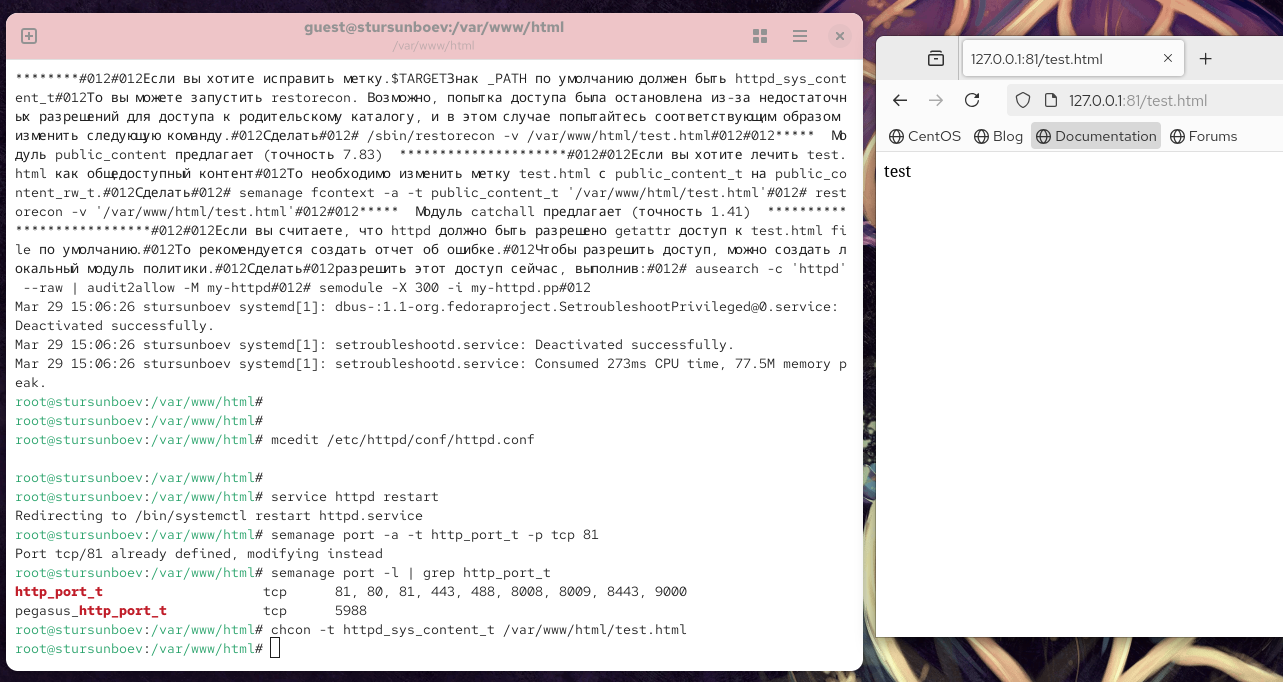 guest@stursunboev:/var/www/html
/var/www/html
********#012#012Если вы хотите исправить метку.$TARGETЗнак _PATH по умолчанию должен быть httpd_sys_cont
ent_t#012То вы можете запустить restorecon. Возможно, попытка доступа была остановлена из-за недостаточн
ых разрешений для доступа к родительскому каталогу, и в этом случае попытайтесь соответствующим образом
изменить следующую команду.#012Сделать#012# /sbin/restorecon -v /var/www/html/test.html#012#012*****  Мо
дуль public_content предлагает (точность 7.83)  *********************#012#012Если вы хотите лечить test.
html как общедоступный контент#012То необходимо изменить метку test.html с public_content_t на public_co
ntent_rw_t.#012Сделать#012# semanage fcontext -a -t public_content_t '/var/www/html/test.html'#012# rest
orecon -v '/var/www/html/test.html'#012#012*****  Модуль catchall предлагает (точность 1.41)  **********
*****************#012#012Если вы считаете, что httpd должно быть разрешено getattr доступ к test.html fi
le по умолчанию.#012То рекомендуется создать отчет об ошибке.#012Чтобы разрешить доступ, можно создать л
окальный модуль политики.#012Сделать#012разрешить этот доступ сейчас, выполнив:#012# ausearch -c 'httpd'
 --raw | audit2allow -M my-httpd#012# semodule -X 300 -i my-httpd.pp#012
Mar 29 15:06:26 stursunboev systemd[1]: dbus-:1.1-org.fedoraproject.SetroubleshootPrivileged@0.service:
Deactivated successfully.
Mar 29 15:06:26 stursunboev systemd[1]: setroubleshootd.service: Deactivated successfully.
Mar 29 15:06:26 stursunboev systemd[1]: setroubleshootd.service: Consumed 273ms CPU time, 77.5M memory p
eak.
root@stursunboev:/var/www/html#
root@stursunboev:/var/www/html#
root@stursunboev:/var/www/html# mcedit /etc/httpd/conf/httpd.conf
root@stursunboev:/var/www/html#
root@stursunboev:/var/www/html# service httpd restart
Redirecting to /bin/systemctl restart httpd.service
root@stursunboev:/var/www/html# semanage port -a -t http_port_t -p tcp 81
Port tcp/81 already defined, modifying instead
root@stursunboev:/var/www/html# semanage port -l | grep http_port_t
http_port_t                    tcp      81, 80, 81, 443, 488, 8008, 8009, 8443, 9000
pegasus_http_port_t            tcp      5988
root@stursunboev:/var/www/html# chcon -t httpd_sys_content_t /var/www/html/test.html
root@stursunboev:/var/www/html#
127.0.0.1:81/test.html
127.0.0.1:81/test.html
CentOS Blog Documentation Forums
test